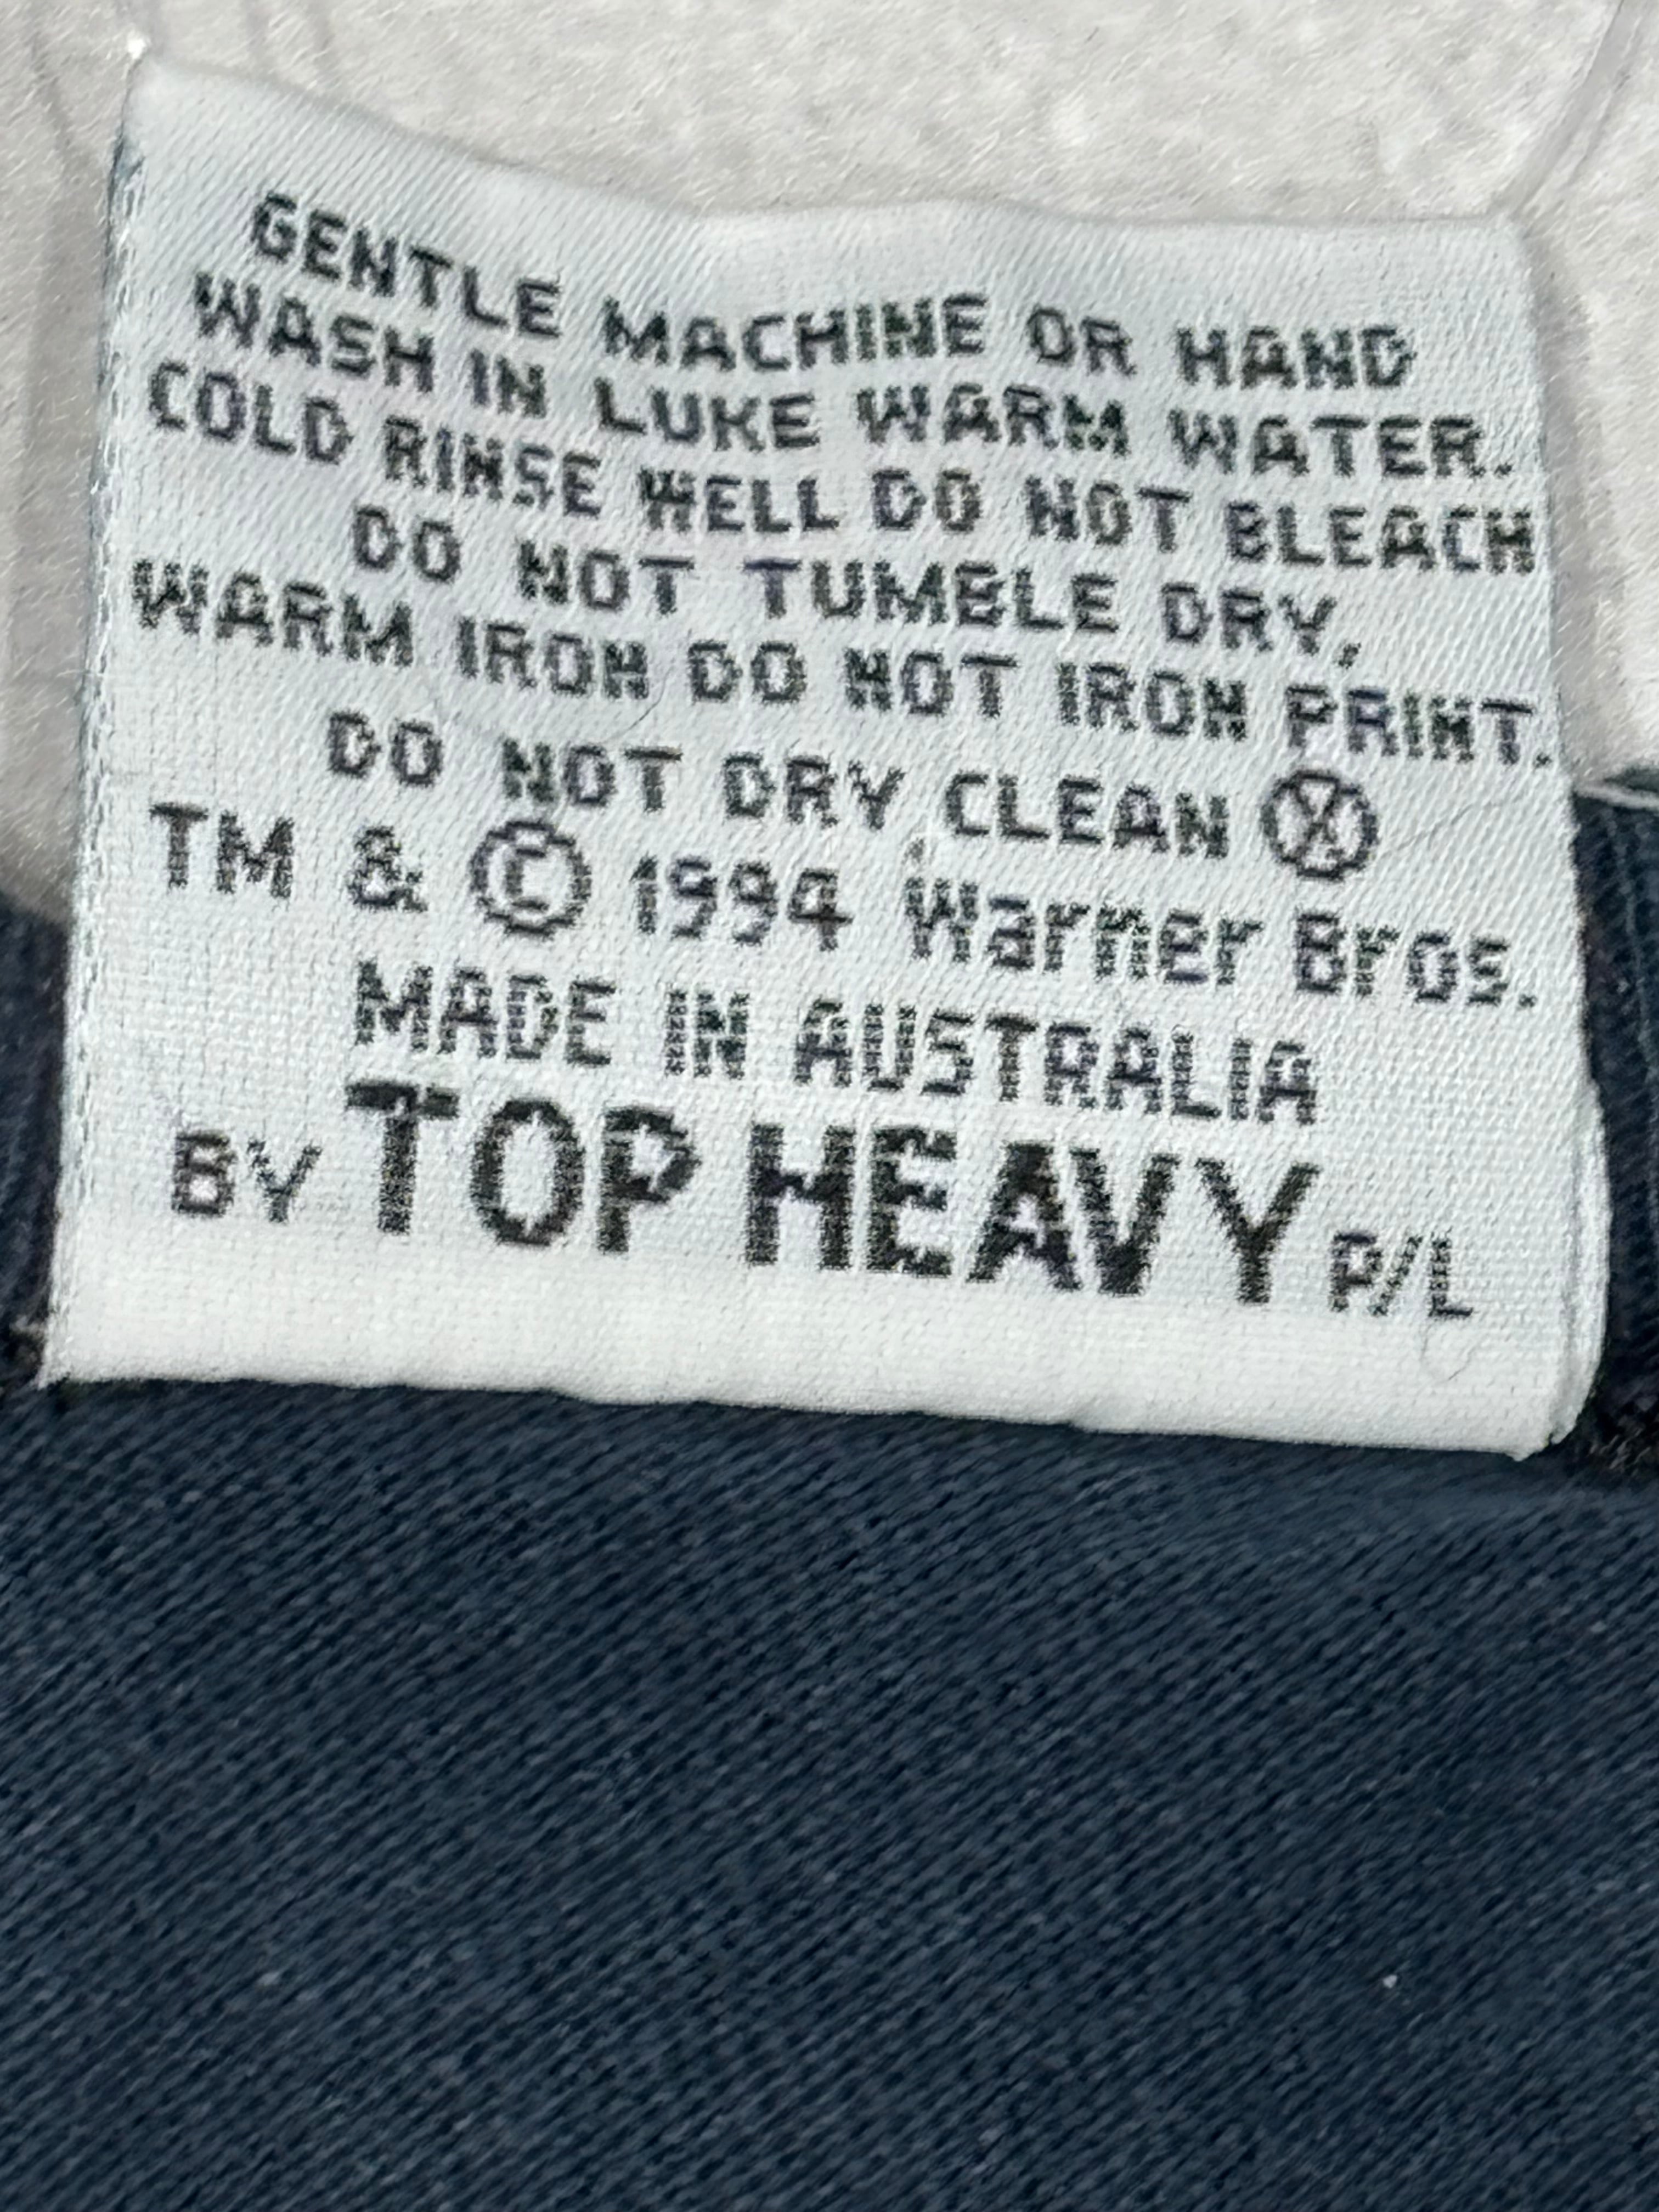 GENTLE MACHINE OR HAND
WASH IN LUKE WARM WATER.
COLD RINSE WELL DO NOT BLEACH
DO NOT TUMBLE DRY,
WARM IRON DO NOT IRON PRINT.
DO NOT DRY CLEAN Ⓧ
TM & © 1994 Warner Bros.
MADE IN AUSTRALIA
BY TOP HEAVY P/L